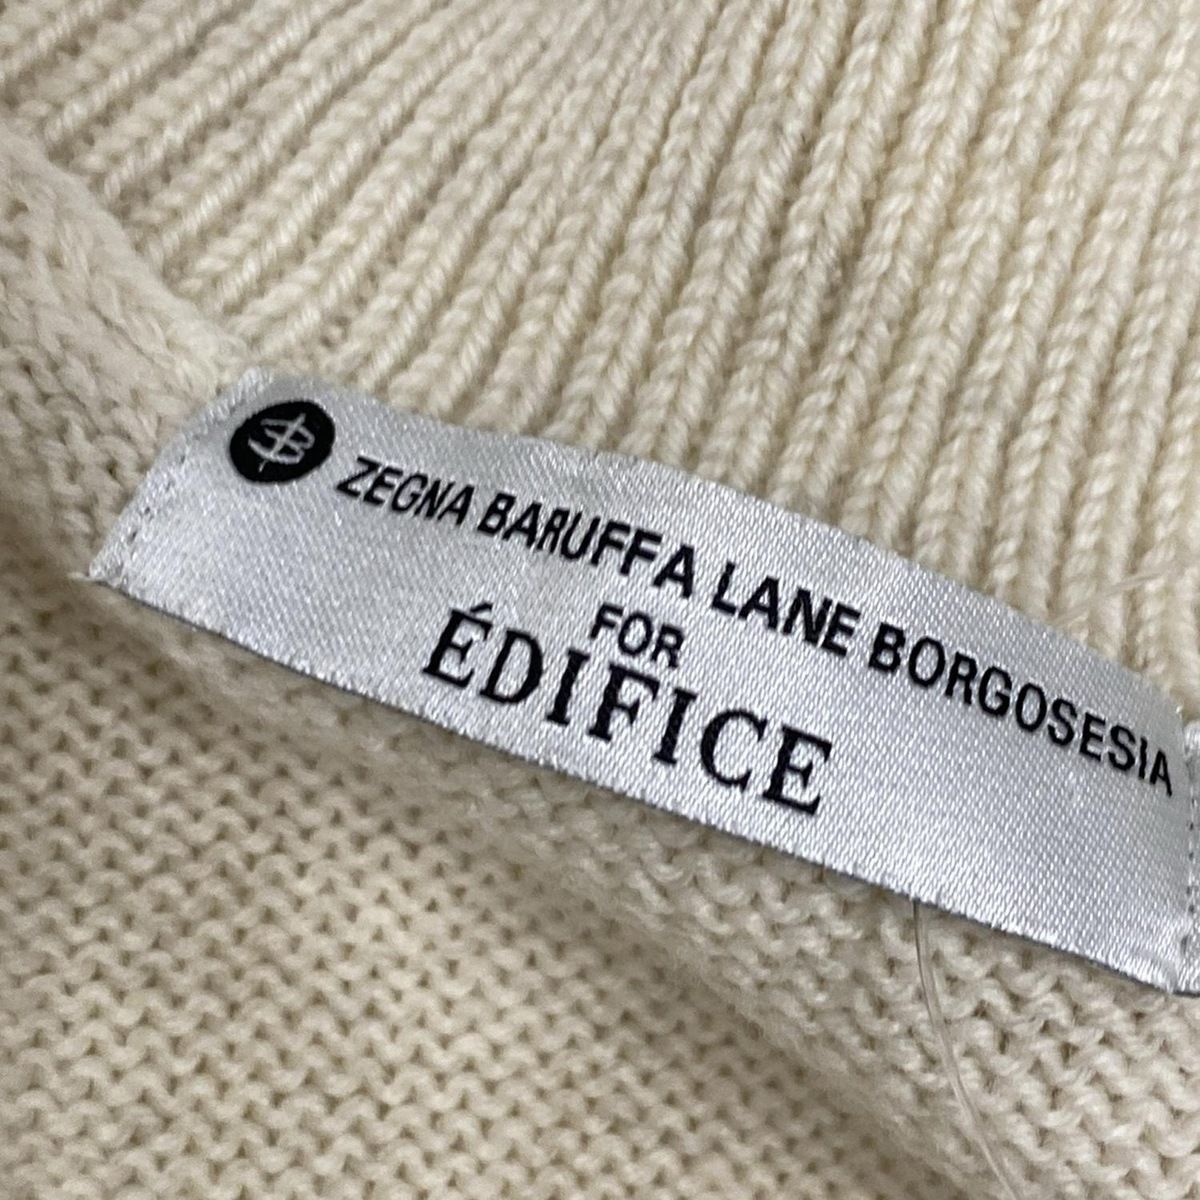 ZEGNA BARUFFA LANE BORGOSESIA
FOR
ÉDIFICE